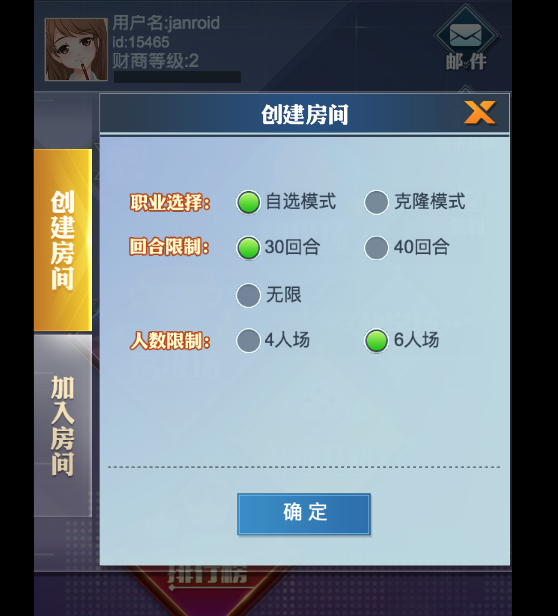 用户名:janroid
id:15465
财商等级:2
邮件
创建房间
创建房间
加入房间
职业选择: 自选模式 克隆模式
回合限制: 30回合 40回合
无限
人数限制: 4人场 6人场
确定
排行榜